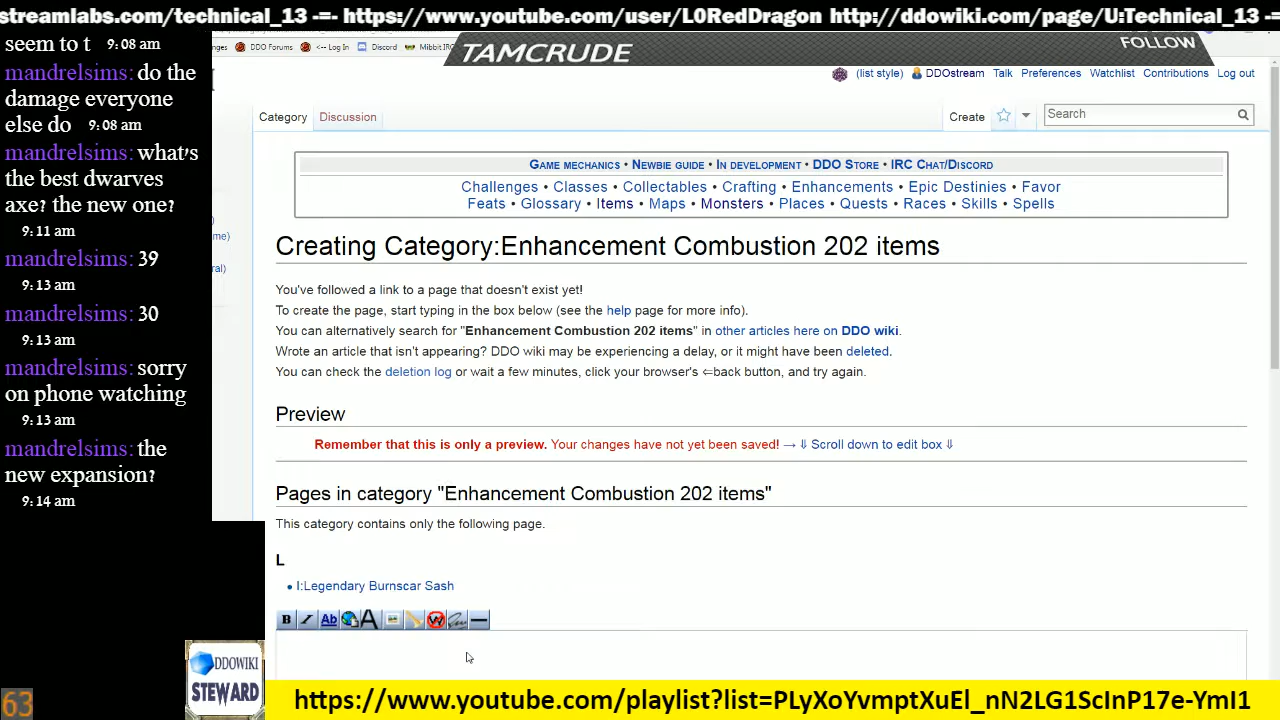 streamlabs.com/technical_13 -=- https://www.youtube.com/user/L0RedDragon http://ddowiki.com/page/U:Technical_13 -=
seem to t 9:08 am
mandrelsims: do the
damage everyone
else do 9:08 am
mandrelsims: what's
the best dwarves
axe? the new one?
9:11 am
mandrelsims: 39
9:13 am
mandrelsims: 30
9:13 am
mandrelsims: sorry
on phone watching
9:13 am
mandrelsims: the
new expansion?
9:14 am
nges DDO Forums <-- Log In Discord Mibbit IRC
TAMCRUDE
FOLLOW
(list style) DDOstream Talk Preferences Watchlist Contributions Log out
Category Discussion
Create
Search
Game mechanics • Newbie guide • In development • DDO Store • IRC Chat/Discord
Challenges • Classes • Collectables • Crafting • Enhancements • Epic Destinies • Favor
Feats • Glossary • Items • Maps • Monsters • Places • Quests • Races • Skills • Spells
)
me)
ral)
Creating Category:Enhancement Combustion 202 items
You've followed a link to a page that doesn't exist yet!
To create the page, start typing in the box below (see the help page for more info).
You can alternatively search for "Enhancement Combustion 202 items" in other articles here on DDO wiki.
Wrote an article that isn't appearing? DDO wiki may be experiencing a delay, or it might have been deleted.
You can check the deletion log or wait a few minutes, click your browser's ⇐back button, and try again.
Preview
Remember that this is only a preview. Your changes have not yet been saved! → ⇓ Scroll down to edit box ⇓
Pages in category "Enhancement Combustion 202 items"
This category contains only the following page.
L
• I:Legendary Burnscar Sash
B I Ab A W
DDOWIKI
STEWARD
63
https://www.youtube.com/playlist?list=PLyXoYvmptXuEl_nN2LG1ScInP17e-YmI1